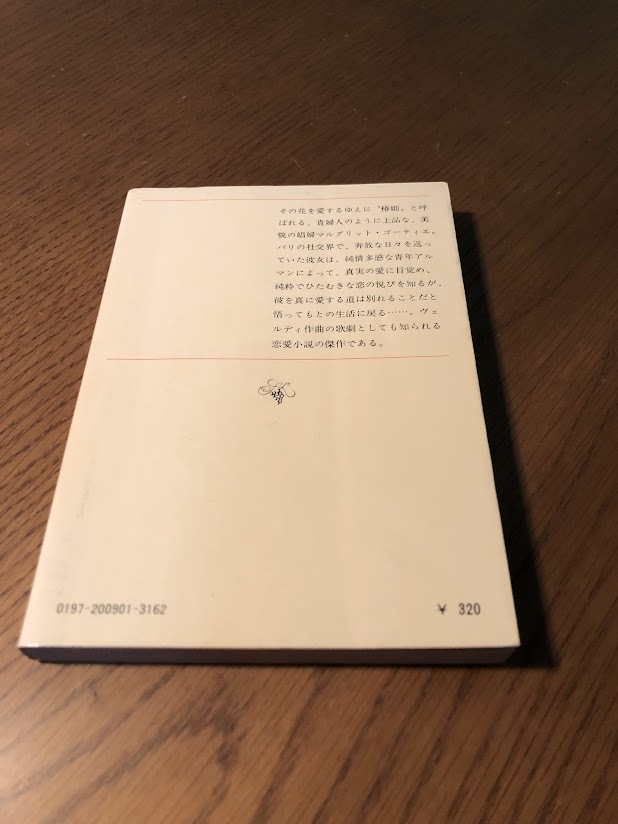 その花を愛するゆえに〝椿姫〟と呼
ばれる、貴婦人のように上品な、美
貌の娼婦マルグリット・ゴーティエ。
パリの社交界で、奔放な日々を送っ
ていた彼女は、純情多感な青年アル
マンによって、真実の愛に目覚め、
純粋でひたむきな恋の悦びを知るが、
彼を真に愛する道は別れることだと
悟ってもとの生活に戻る……。ヴェ
ルディ作曲の歌劇としても知られる
恋愛小説の傑作である。
0197-200901-3162
¥ 320